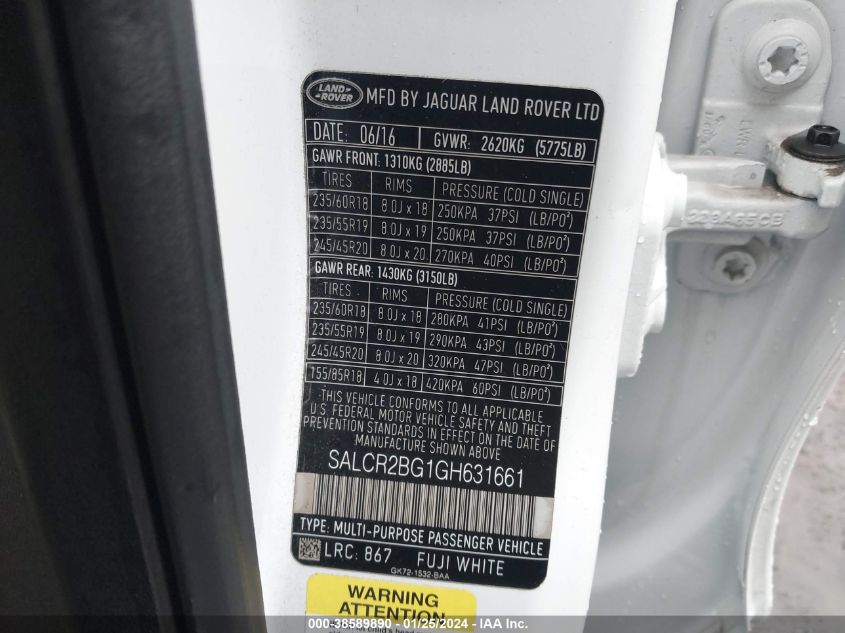 LAND ROVER
MFD BY JAGUAR LAND ROVER LTD
DATE: 06/16 GVWR: 2620KG (5775LB)
GAWR FRONT: 1310KG (2885LB)
TIRES RIMS PRESSURE (COLD SINGLE)
235/60R18 8.0J x 18 250KPA 37PSI (LB/PO²)
235/55R19 8.0J x 19 250KPA 37PSI (LB/PO²)
245/45R20 8.0J x 20 270KPA 40PSI (LB/PO²)
GAWR REAR: 1430KG (3150LB)
TIRES RIMS PRESSURE (COLD SINGLE)
235/60R18 8.0J x 18 280KPA 41PSI (LB/PO²)
235/55R19 8.0J x 19 290KPA 43PSI (LB/PO²)
245/45R20 8.0J x 20 320KPA 47PSI (LB/PO²)
155/85R18 4.0J x 18 420KPA 60PSI (LB/PO²)
THIS VEHICLE CONFORMS TO ALL APPLICABLE
U.S. FEDERAL MOTOR VEHICLE SAFETY AND THEFT
PREVENTION STANDARDS IN EFFECT ON THE DATE
OF MANUFACTURE SHOWN ABOVE
SALCR2BG1GH631661
TYPE: MULTI-PURPOSE PASSENGER VEHICLE
LRC: 867 FUJI WHITE
GK72-1532-BAA
WARNING
ATTENTION
000-38589890 01/25/2024 - IAAI.com